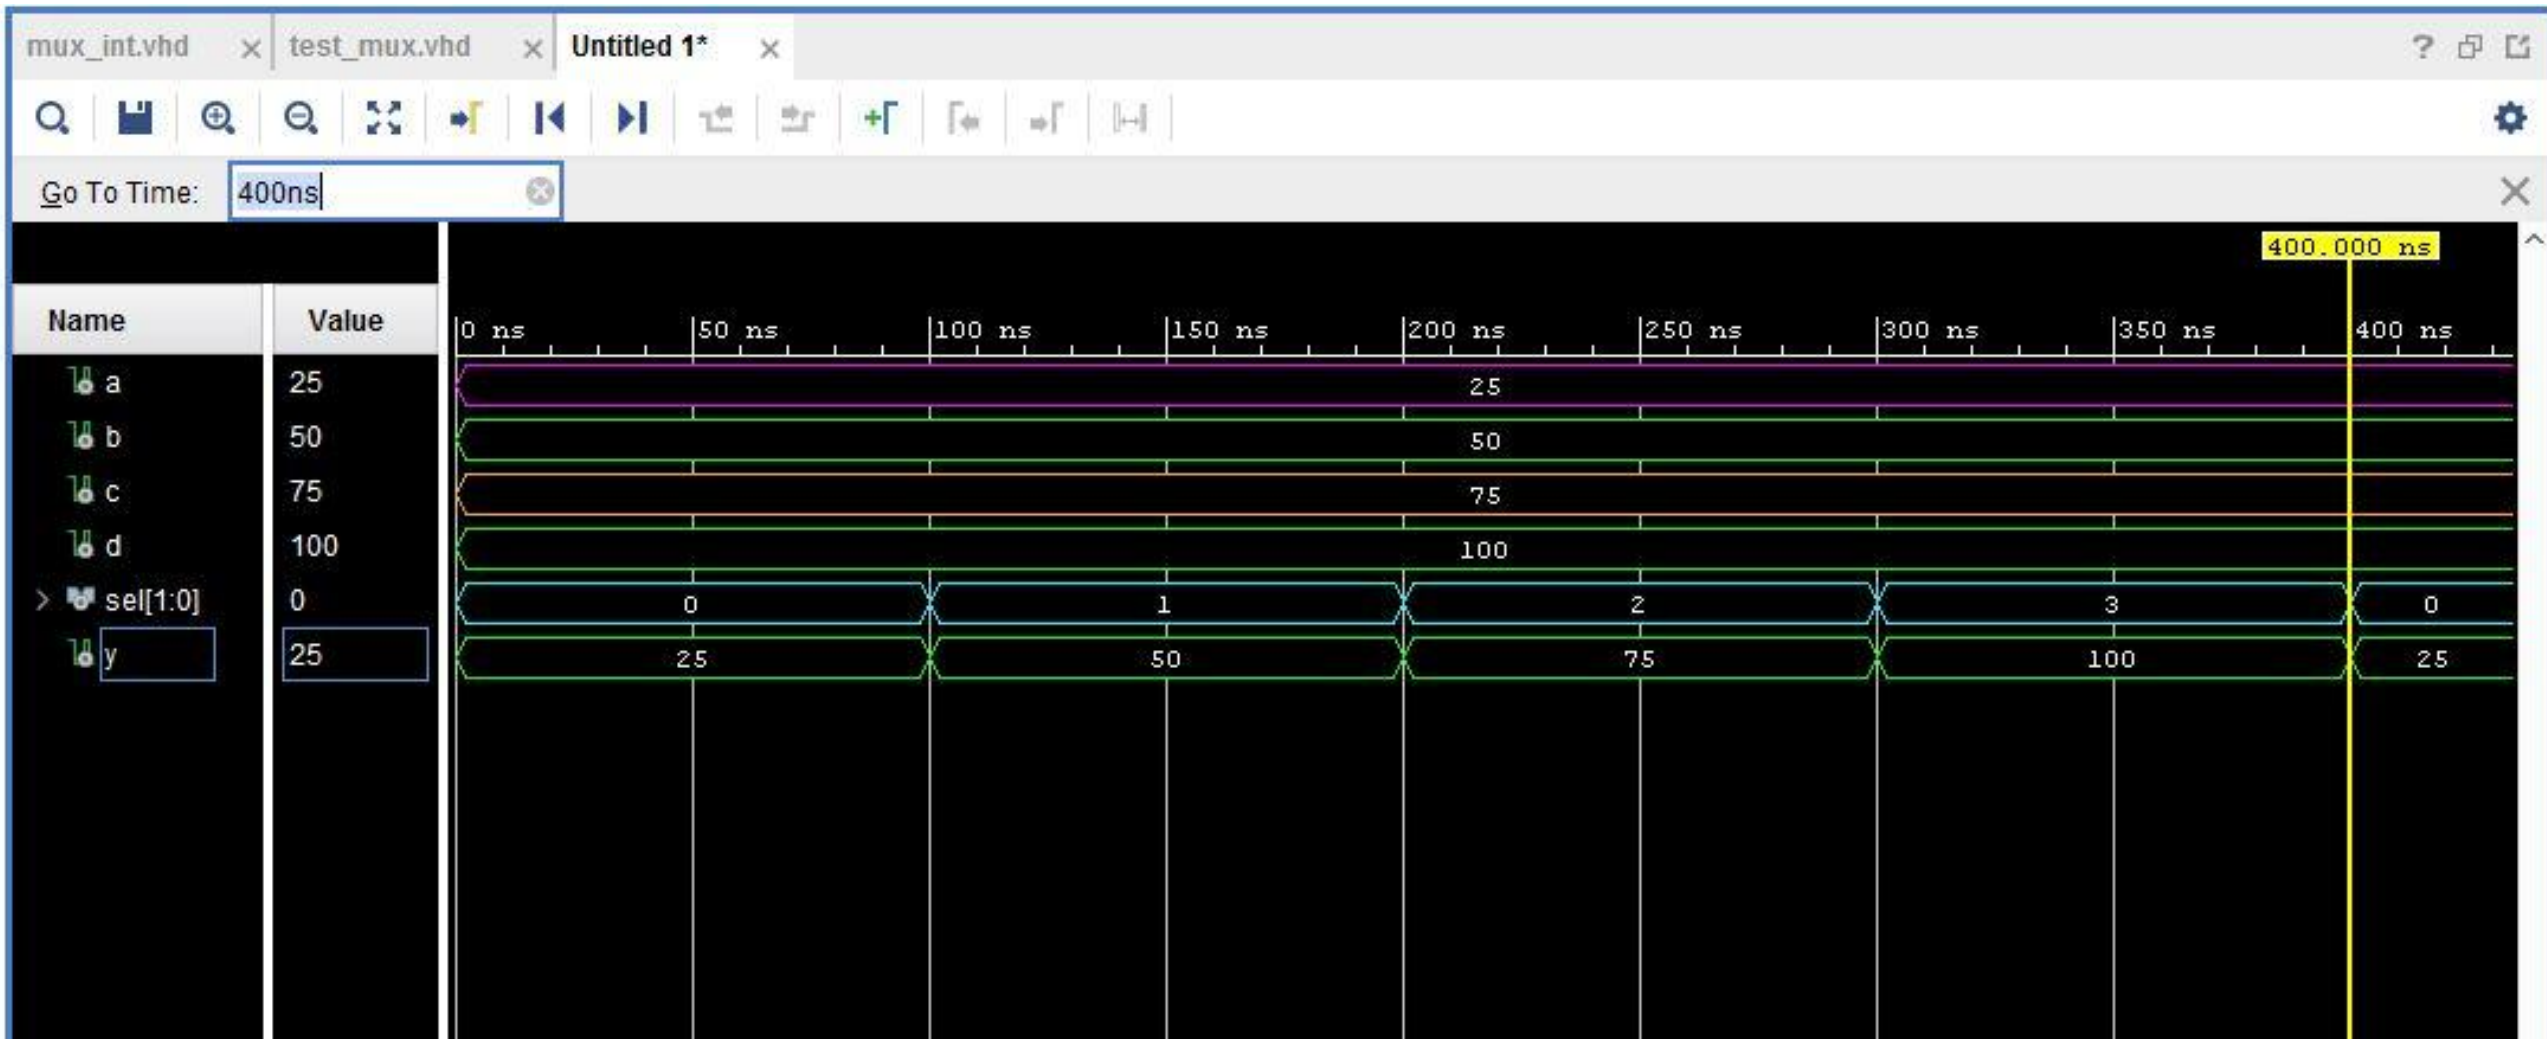 mux_int.vhd × test_mux.vhd × Untitled 1* ×
Go To Time: 400ns
400.000 ns
Name Value 0 ns 50 ns 100 ns 150 ns 200 ns 250 ns 300 ns 350 ns 400 ns
a 25 25
b 50 50
c 75 75
d 100 100
sel[1:0] 0 0 1 2 3 0
y 25 25 50 75 100 25